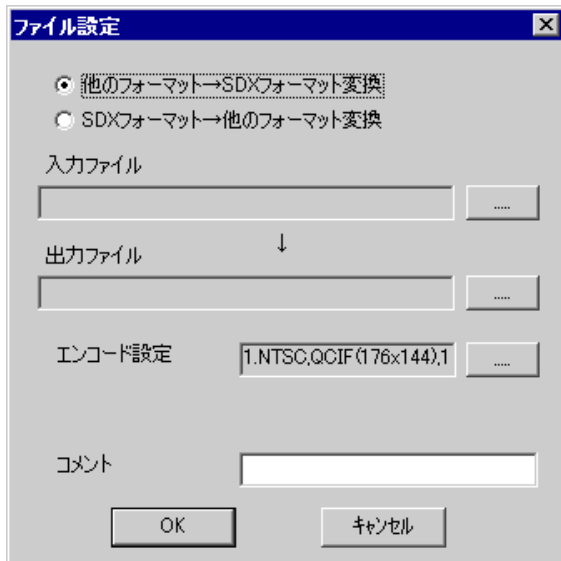 ファイル設定
他のフォーマット→SDXフォーマット変換
SDXフォーマット→他のフォーマット変換
入力ファイル
.....
↓
出力ファイル
.....
エンコード設定 1.NTSC,QCIF(176x144),1 .....
コメント
OK キャンセル